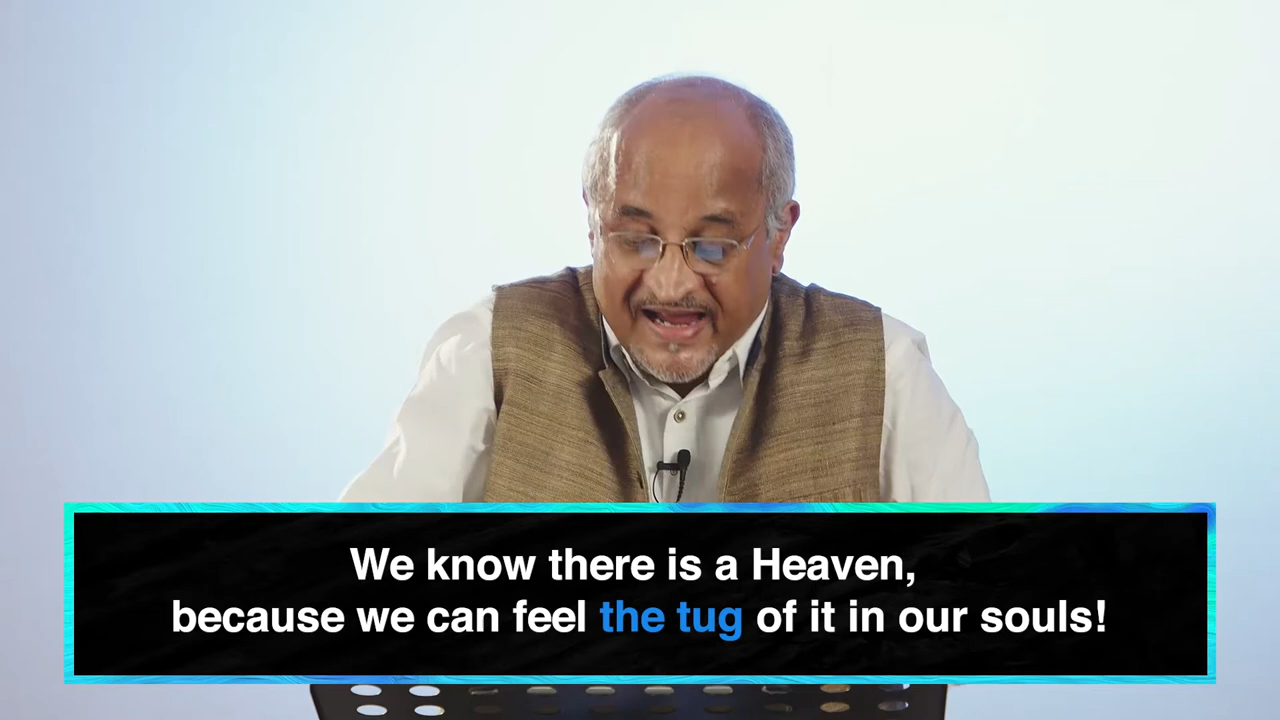 We know there is a Heaven,
because we can feel the tug of it in our souls!